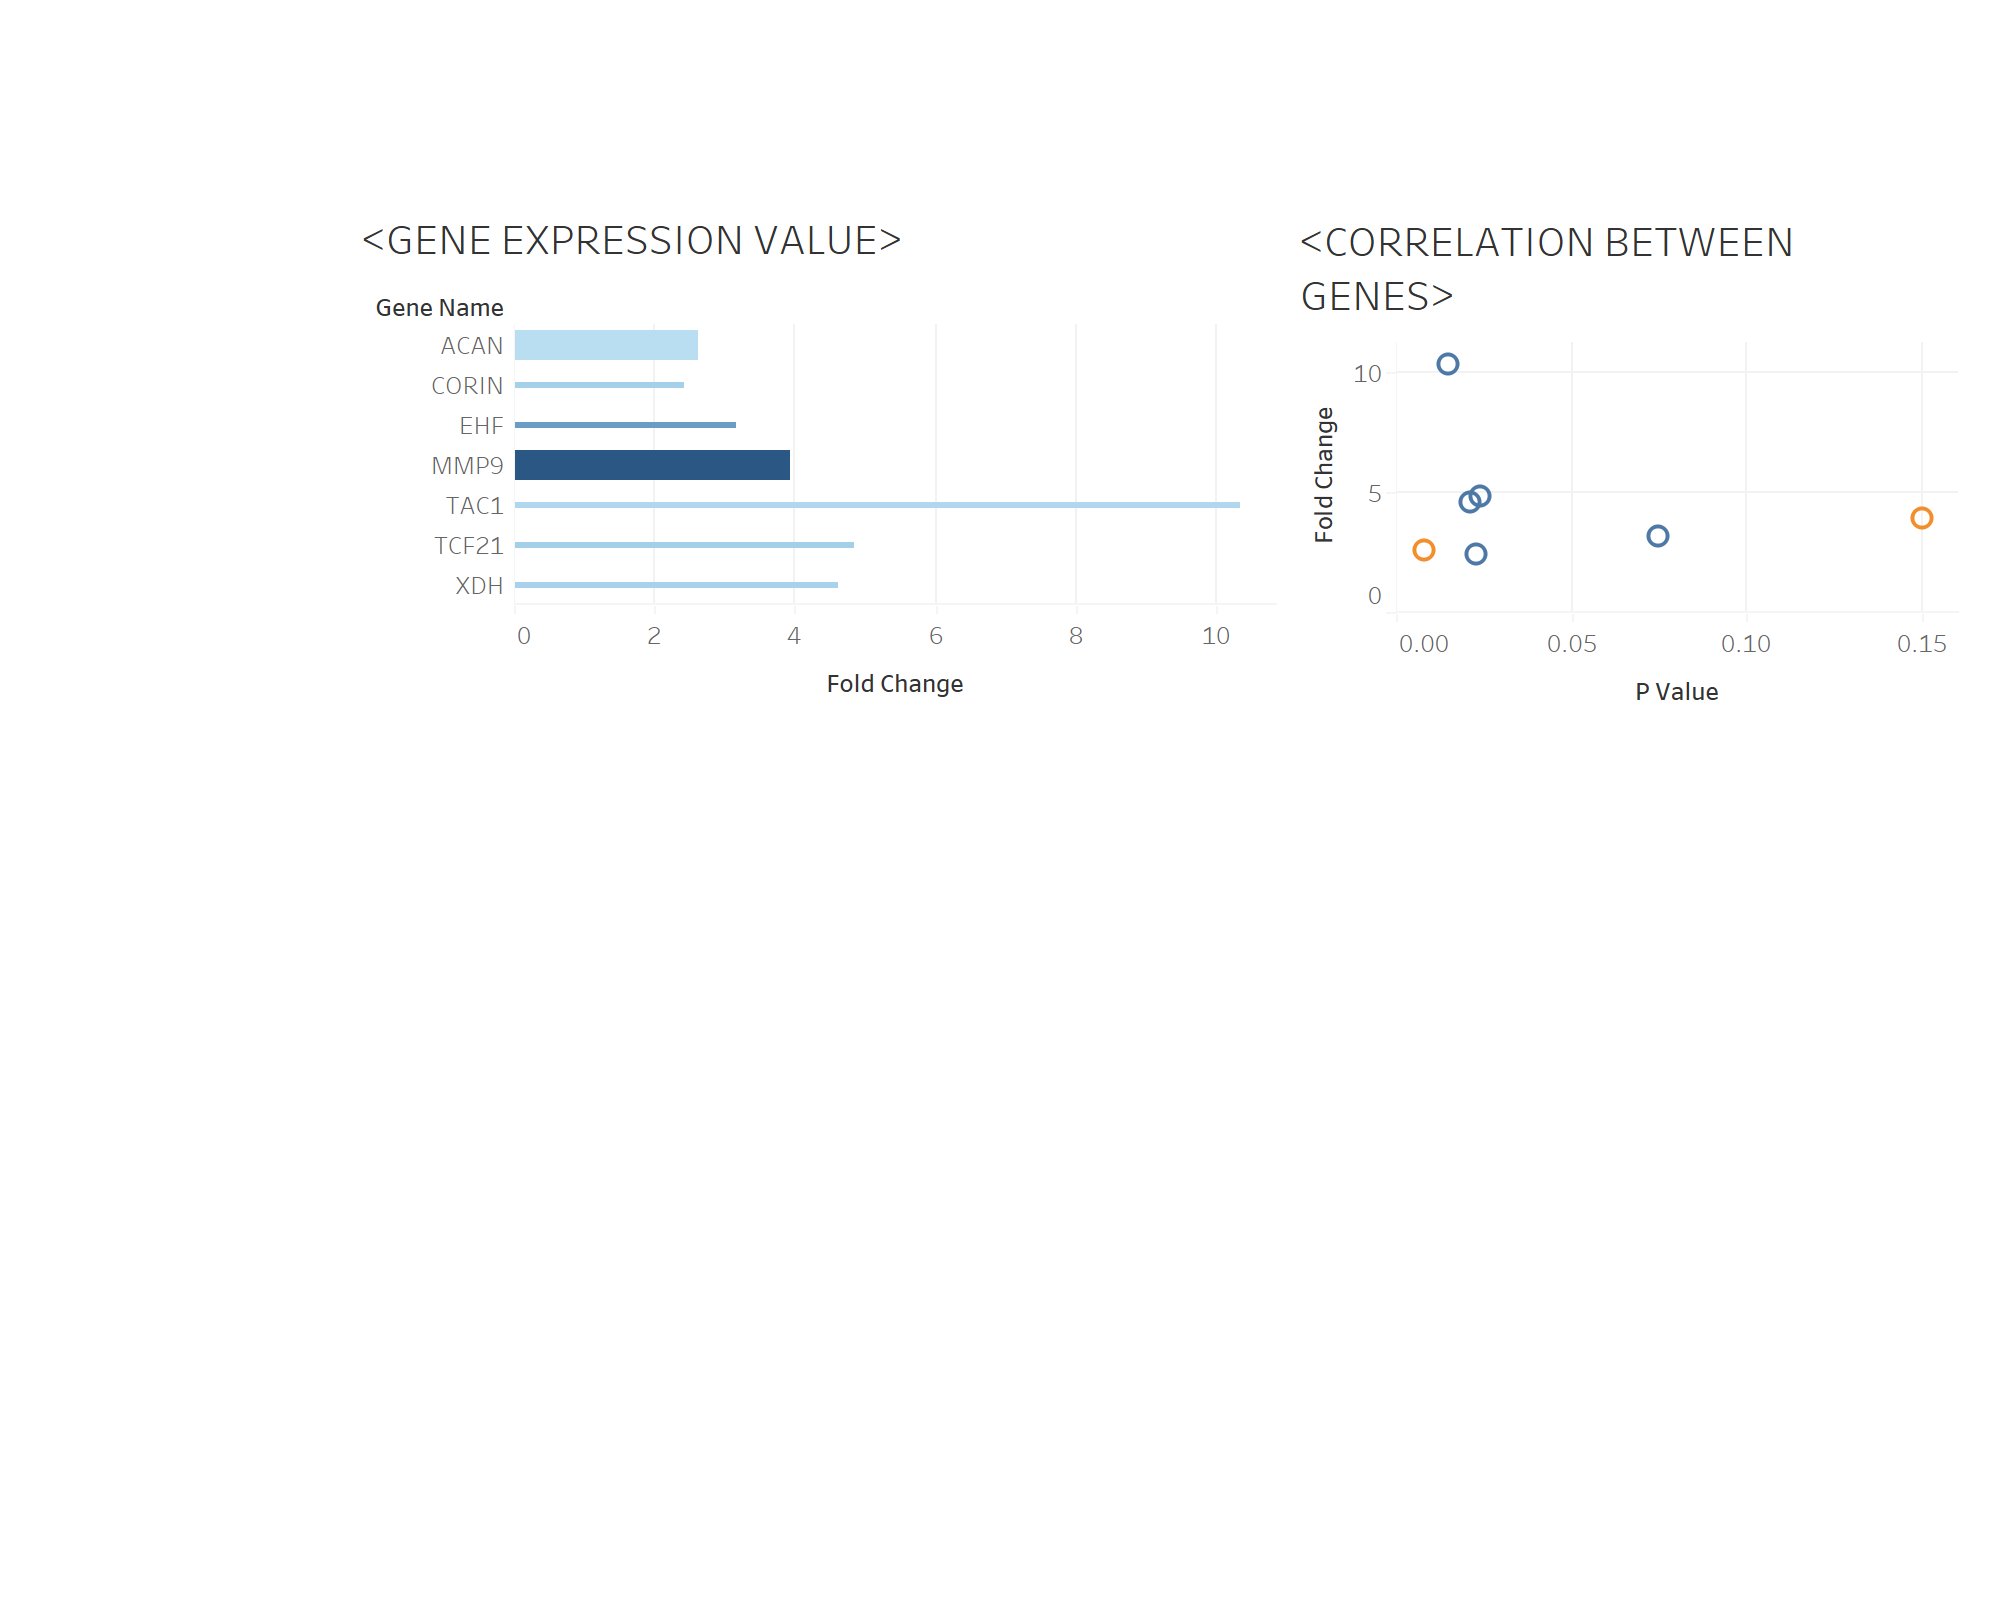 <GENE EXPRESSION VALUE>
Gene Name
ACAN
CORIN
EHF
MMP9
TAC1
TCF21
XDH
0 2 4 6 8 10
Fold Change
<CORRELATION BETWEEN
GENES>
Fold Change
10
5
0
0.00 0.05 0.10 0.15
P Value